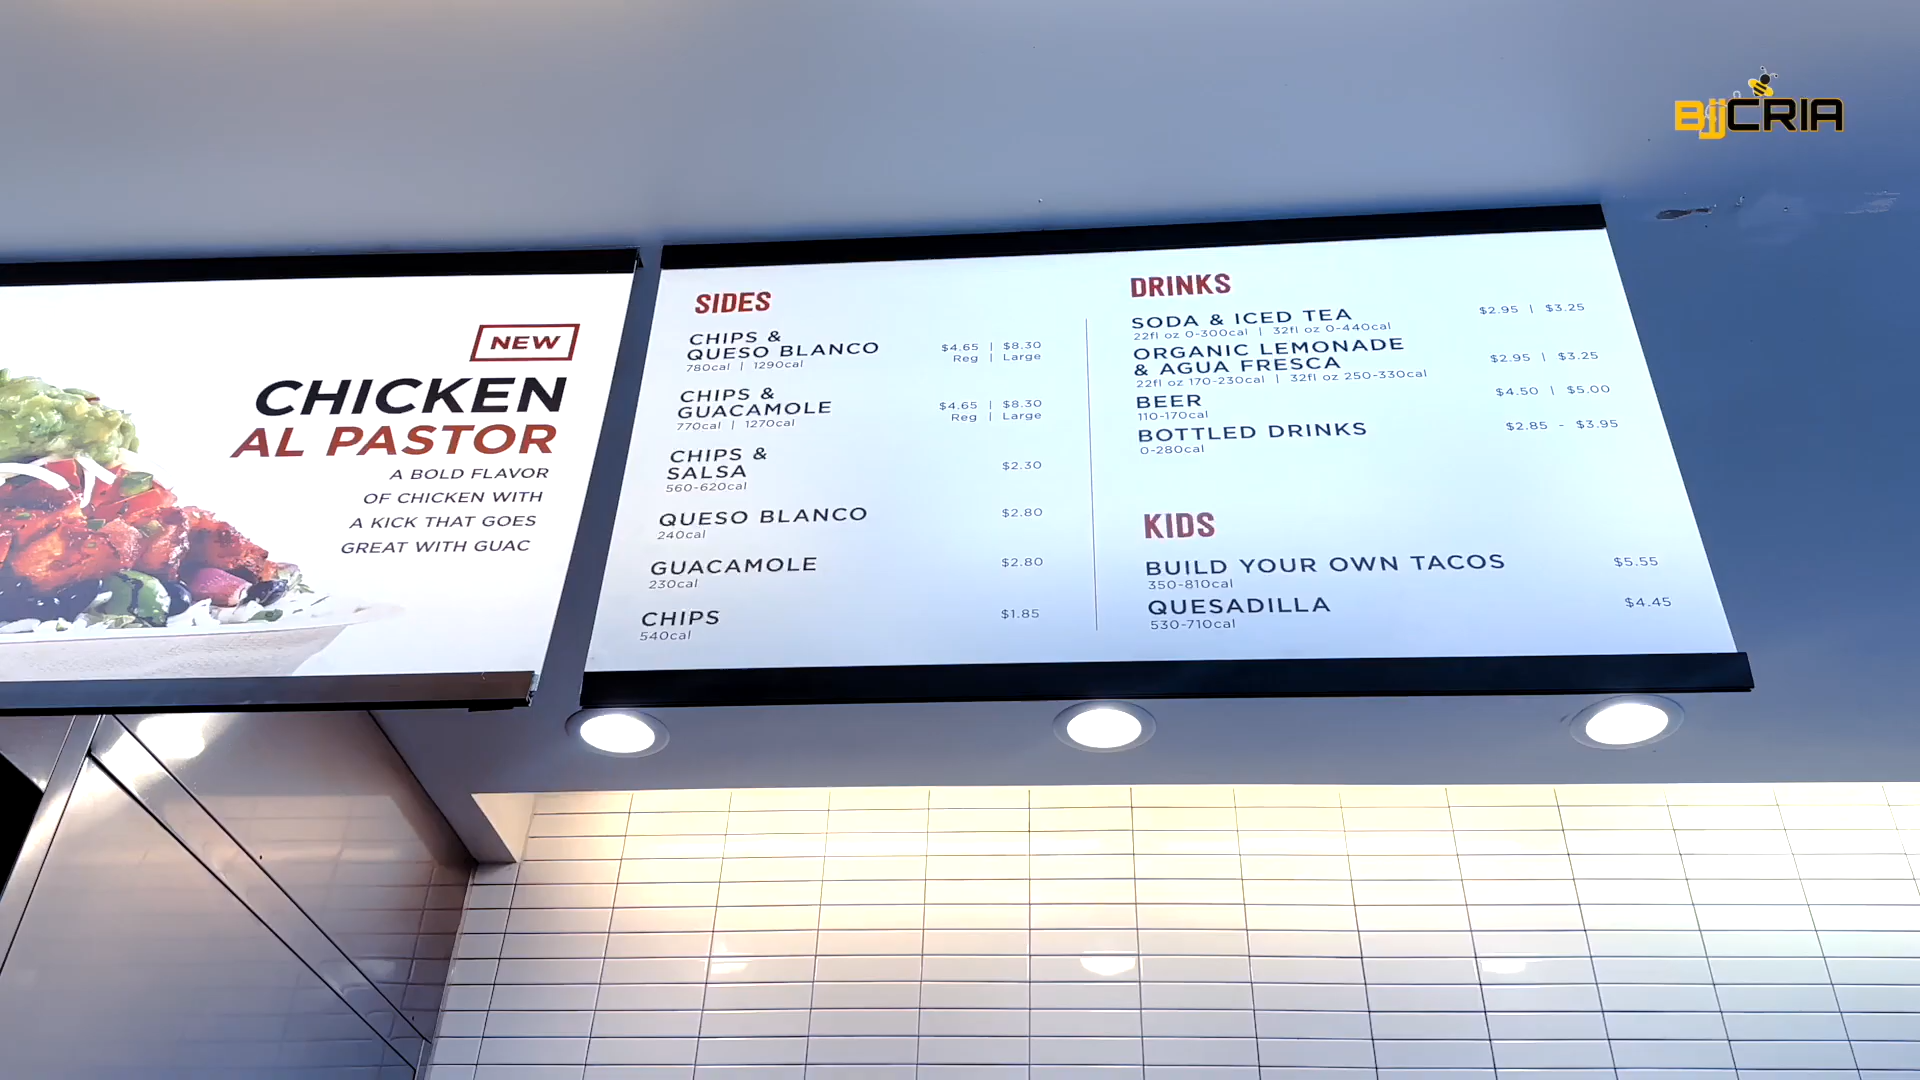 BjjCRIA
NEW
CHICKEN
AL PASTOR
A BOLD FLAVOR
OF CHICKEN WITH
A KICK THAT GOES
GREAT WITH GUAC
SIDES
CHIPS &
QUESO BLANCO $4.65 | $8.30
780cal | 1290cal Reg | Large
CHIPS &
GUACAMOLE $4.65 | $8.30
770cal | 1270cal Reg | Large
CHIPS &
SALSA $2.30
560-620cal
QUESO BLANCO $2.80
240cal
GUACAMOLE $2.80
230cal
CHIPS $1.85
540cal
DRINKS
SODA & ICED TEA $2.95 | $3.25
22fl oz 0-300cal | 32fl oz 0-440cal
ORGANIC LEMONADE
& AGUA FRESCA $2.95 | $3.25
22fl oz 170-230cal | 32fl oz 250-330cal
BEER $4.50 | $5.00
110-170cal
BOTTLED DRINKS $2.85 - $3.95
0-280cal
KIDS
BUILD YOUR OWN TACOS $5.55
350-810cal
QUESADILLA $4.45
530-710cal